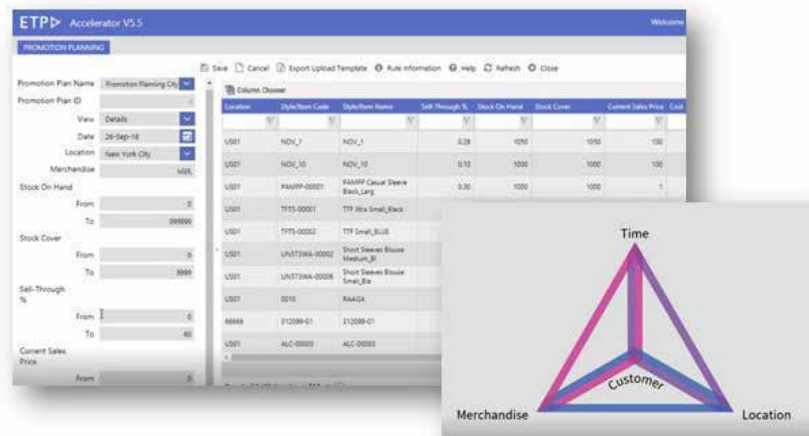 ETP Accelerator V5.5
Welcome
PROMOTION PLANNING
Save Cancel Export Upload Template Rule Information Help Refresh Close
Promotion Plan Name Promotion Planning City
Promotion Plan ID
View Details
Date 26-Sep-18
Location New York City
Merchandise MBR,
Stock On Hand
From 0
To 999999
Stock Cover
From 0
To 9999
Sell-Through
%
From 0
To 60
Current Sales
Price
From 0
Column Chooser
Location Style/Item Code Style/Item Name Sell-Through % Stock On Hand Stock Cover Current Sales Price Cost
US01 NOV_1 NOV_1 0.28 1050 1050 100
US01 NOV_10 NOV_10 0.10 1000 1000 100
US01 PAMPP-00001 PAMPP Casual Sleeve
Black_Larg 0.30 1000 1000 1
US01 TFTS-00001 TTF Small_Black
US01 TFTS-00002 TTF Small_BLUE
US01 UNST3WA-00002 Short Sleeves Blouse
Medium_Bl
US01 UNST3WA-00006 Short Sleeves Blouse
Small_Bla
US01 0010 RAAGA
66666 312099-01 312099-01
US01 ALC-00003 ALC-00003
Time
Customer
Merchandise Location